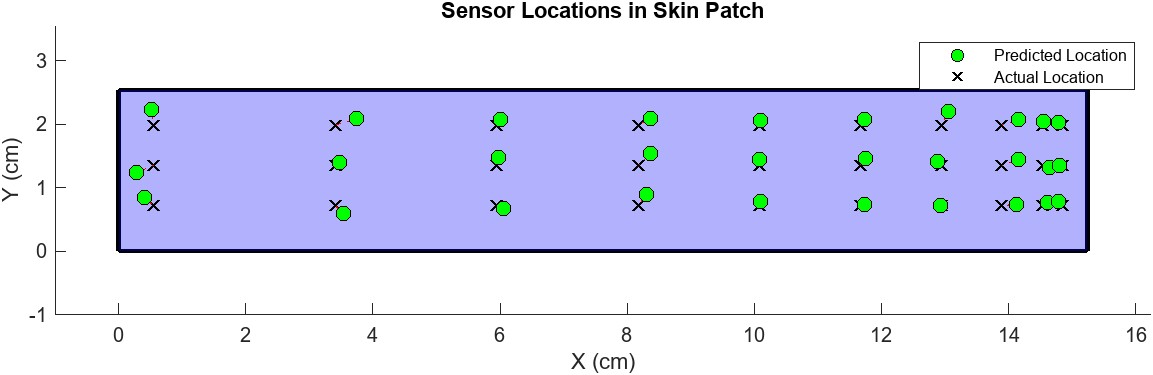 Sensor Locations in Skin Patch
Predicted Location
Actual Location
3
2
1
0
-1
Y (cm)
0 2 4 6 8 10 12 14 16
X (cm)